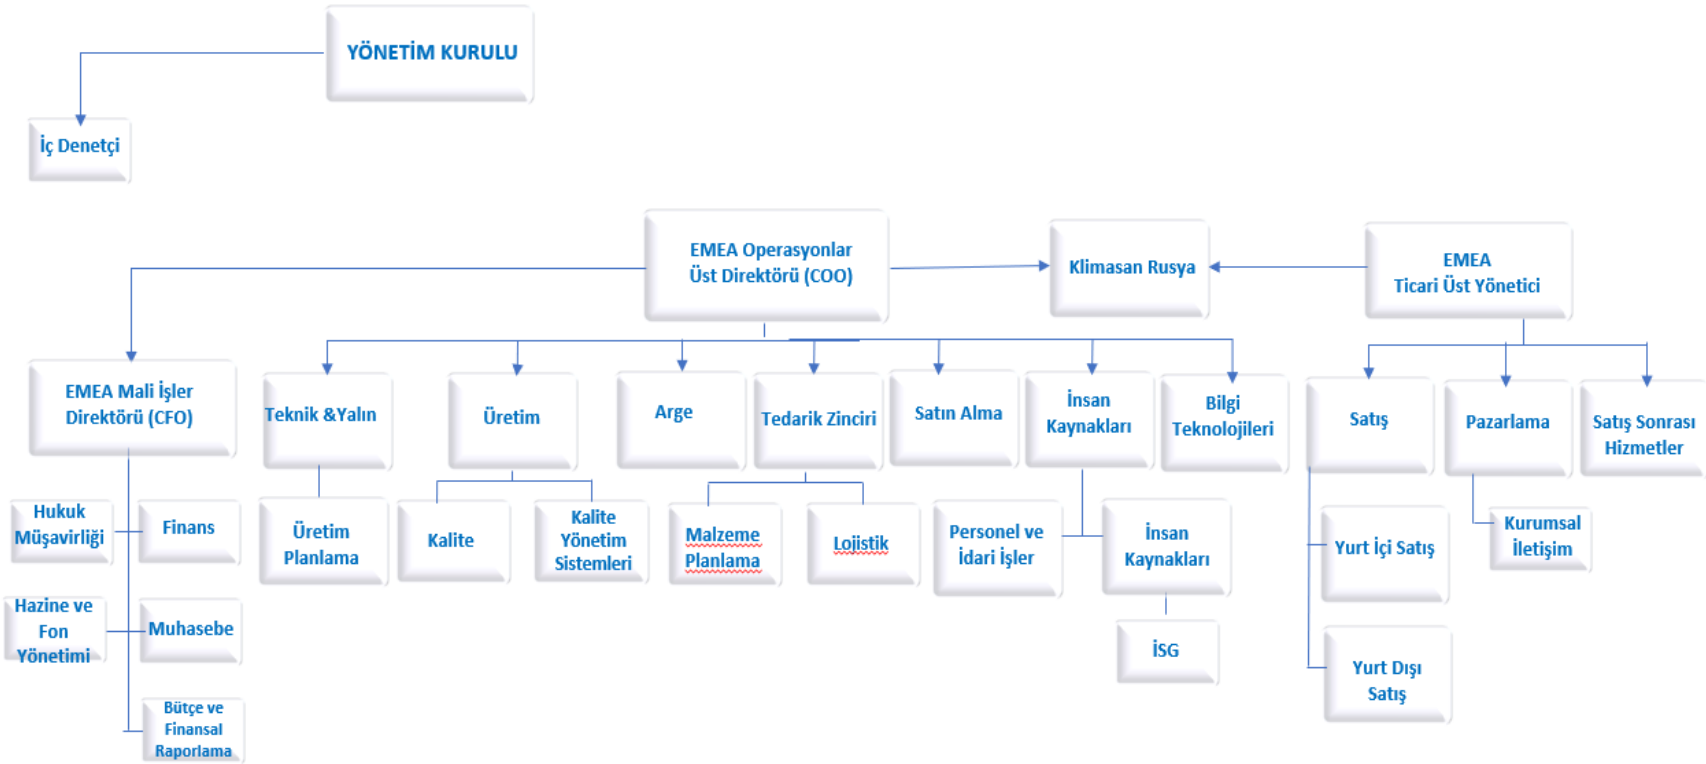 YÖNETİM KURULU
İç Denetçi
EMEA Operasyonlar
Üst Direktörü (COO)
Klimasan Rusya
EMEA
Ticari Üst Yönetici
EMEA Mali İşler
Direktörü (CFO)
Teknik &Yalın
Üretim
Arge
Tedarik Zinciri
Satın Alma
İnsan
Kaynakları
Bilgi
Teknolojileri
Satış
Pazarlama
Satış Sonrası
Hizmetler
Hukuk
Müşavirliği
Finans
Üretim
Planlama
Kalite
Kalite
Yönetim
Sistemleri
Malzeme
Planlama
Lojistik
Personel ve
İdari İşler
İnsan
Kaynakları
Yurt İçi Satış
Kurumsal
İletişim
Hazine ve
Fon
Yönetimi
Muhasebe
İSG
Yurt Dışı
Satış
Bütçe ve
Finansal
Raporlama